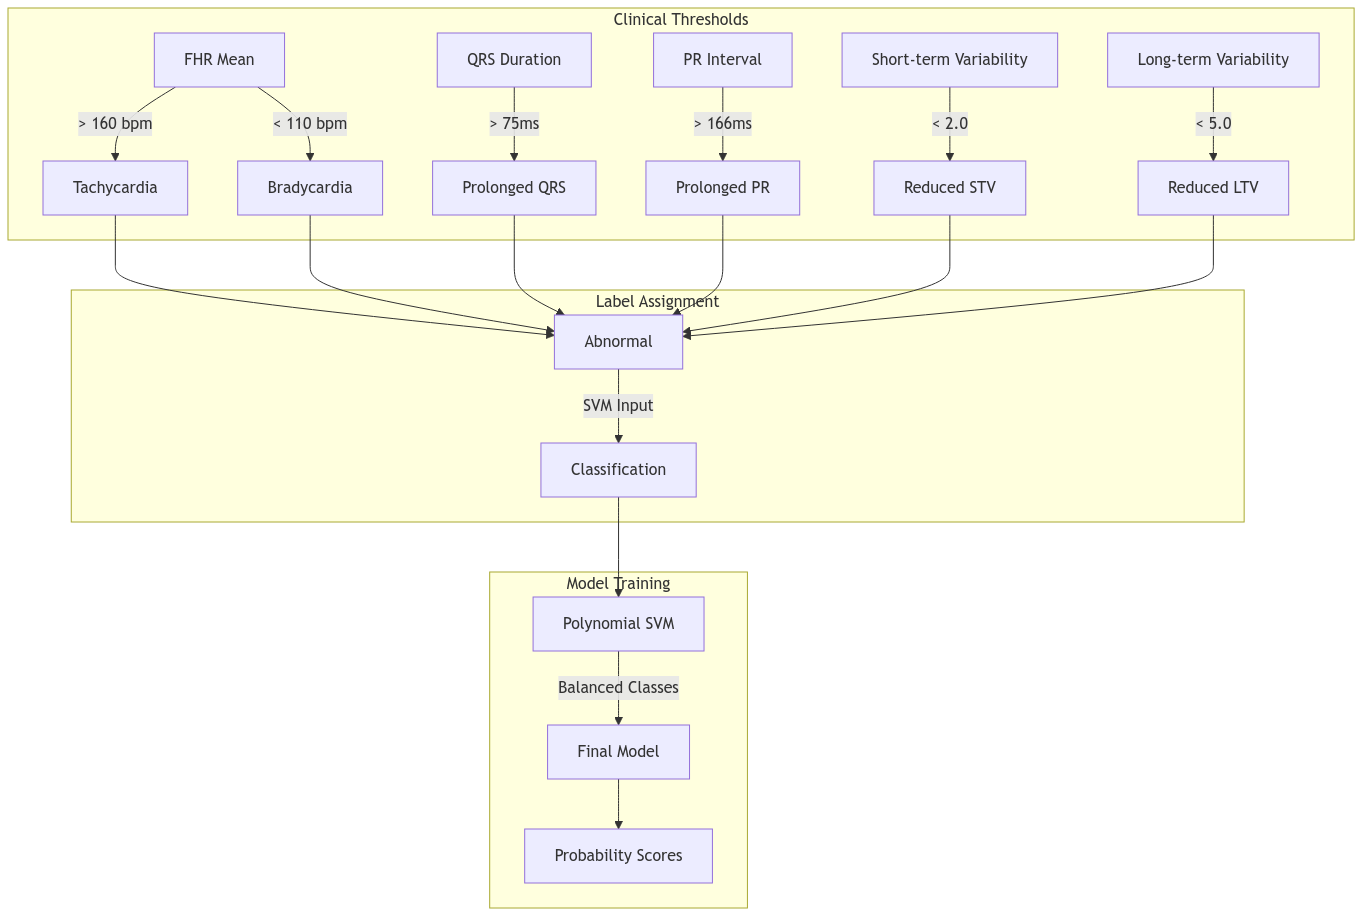 Clinical Thresholds
FHR Mean
QRS Duration
PR Interval
Short-term Variability
Long-term Variability
> 160 bpm
< 110 bpm
> 75ms
> 166ms
< 2.0
< 5.0
Tachycardia
Bradycardia
Prolonged QRS
Prolonged PR
Reduced STV
Reduced LTV
Label Assignment
Abnormal
SVM Input
Classification
Model Training
Polynomial SVM
Balanced Classes
Final Model
Probability Scores